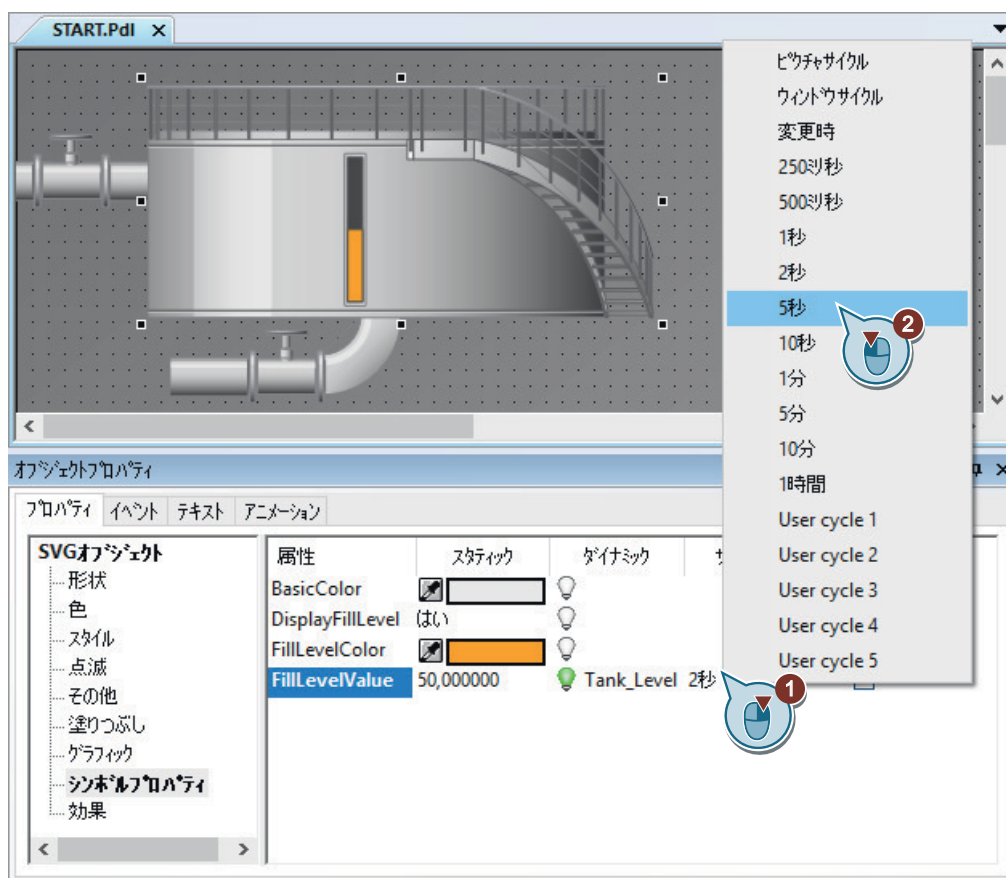 START.Pdl
ﾋﾟｸﾁｬｻｲｸﾙ
ｳｨﾝﾄﾞｳｻｲｸﾙ
変更時
250ﾐﾘ秒
500ﾐﾘ秒
1秒
2秒
5秒
2
10秒
1分
5分
10分
1時間
User cycle 1
User cycle 2
User cycle 3
User cycle 4
User cycle 5
ｵﾌﾞｼﾞｪｸﾄﾌﾟﾛﾊﾟﾃｨ
ﾌﾟﾛﾊﾟﾃｨ ｲﾍﾞﾝﾄ ﾃｷｽﾄ ｱﾆﾒｰｼｮﾝ
SVGｵﾌﾞｼﾞｪｸﾄ
形状
色
ｽﾀｲﾙ
点滅
その他
塗りつぶし
ｸﾞﾗﾌｨｯｸ
ｼﾝﾎﾞﾙﾌﾟﾛﾊﾟﾃｨ
効果
属性 ｽﾀﾃｨｯｸ ﾀﾞｲﾅﾐｯｸ
BasicColor
DisplayFillLevel はい
FillLevelColor
FillLevelValue 50,000000 Tank_Level 2秒
1